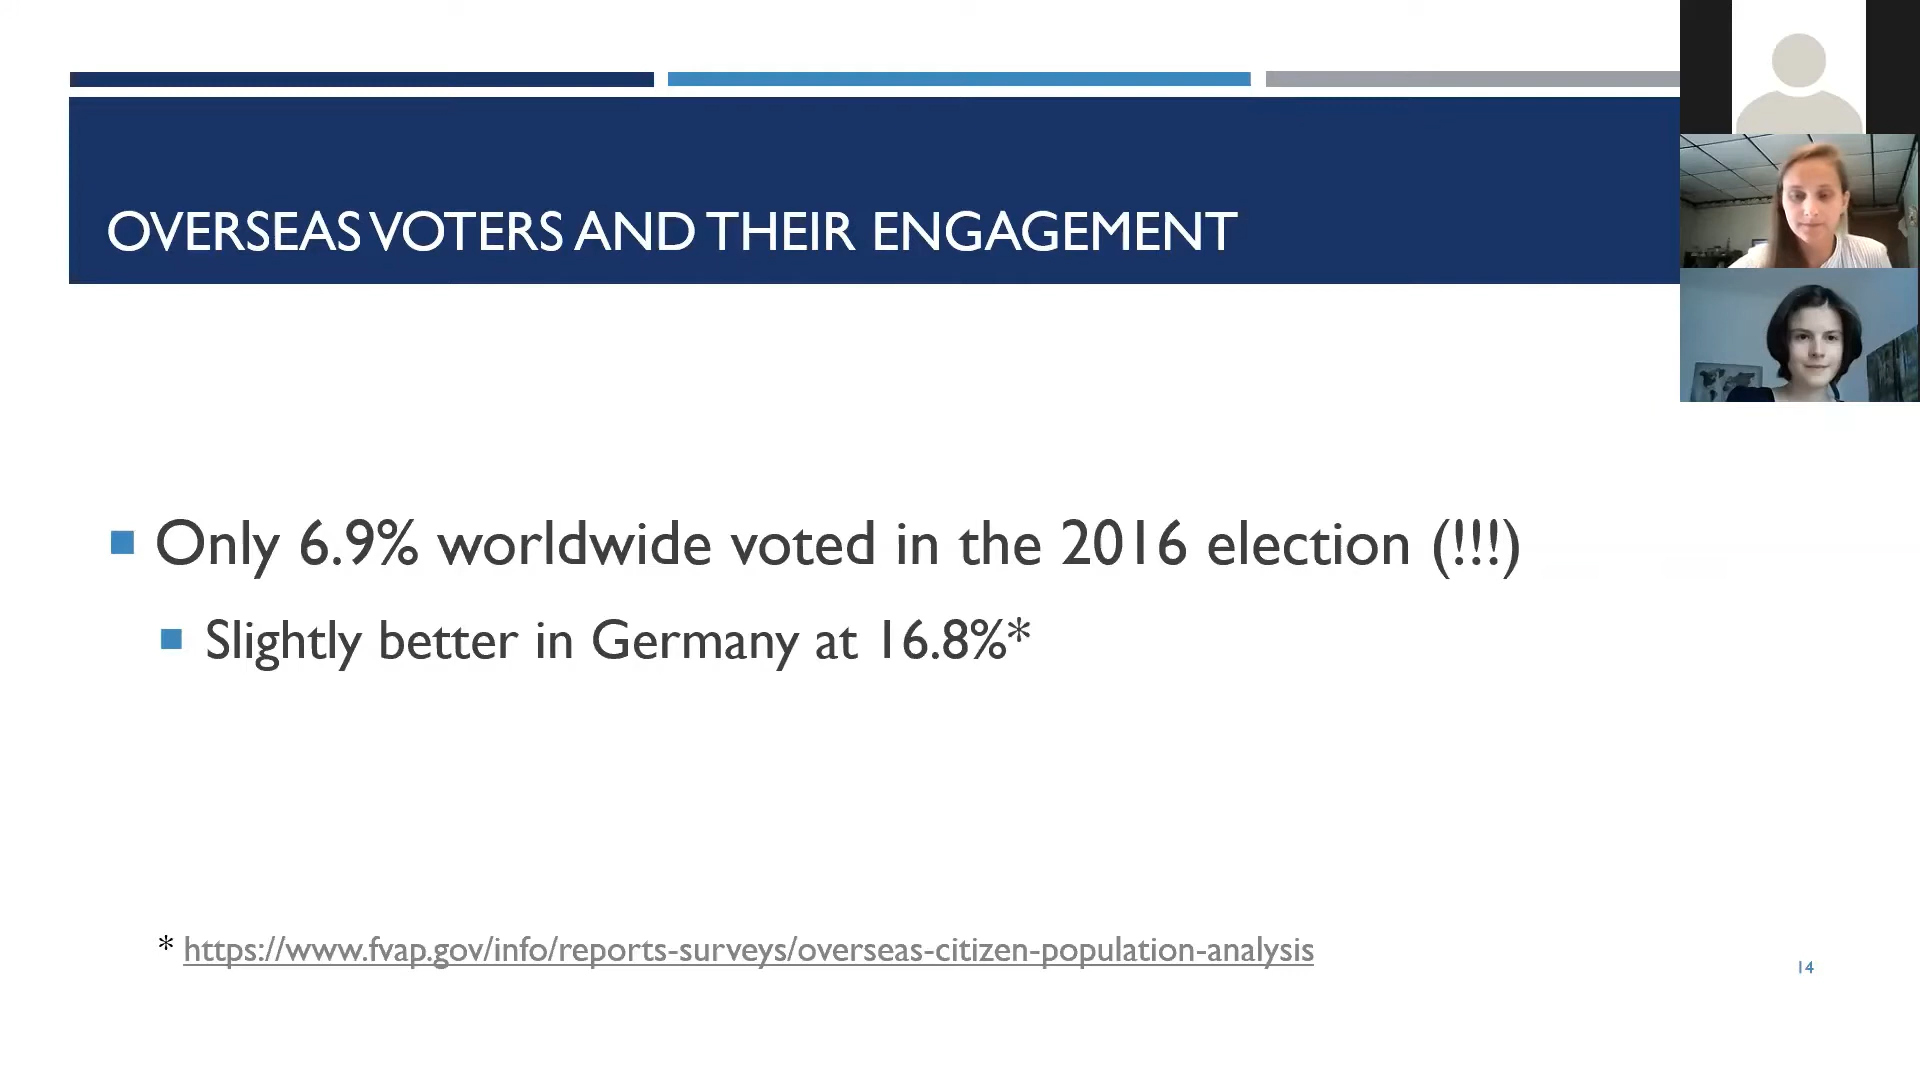 OVERSEAS VOTERS AND THEIR ENGAGEMENT
Only 6.9% worldwide voted in the 2016 election (!!!)
Slightly better in Germany at 16.8%*
* https://www.fvap.gov/info/reports-surveys/overseas-citizen-population-analysis
14